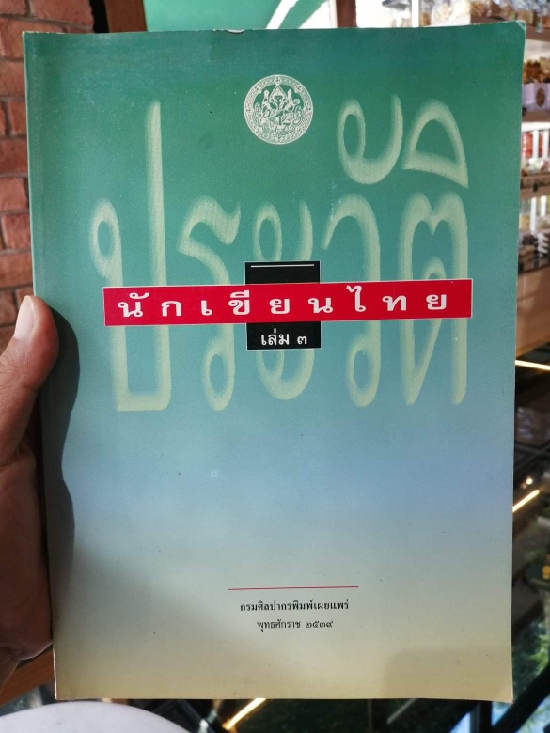 ประวัติ
นักเขียนไทย
เล่ม ๓
กรมศิลปากรพิมพ์เผยแพร่
พุทธศักราช ๒๕๓๙